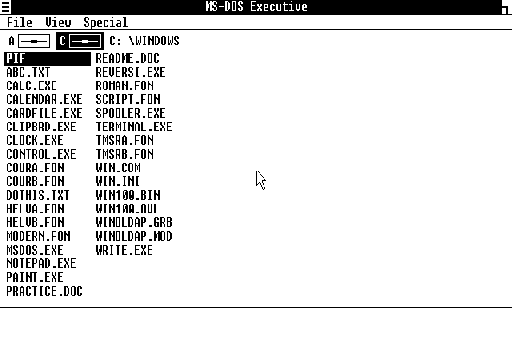 MS-DOS Executive
File View Special
A C C: \WINDOWS
PIF README.DOC
ABC.TXT REVERSI.EXE
CALC.EXE ROMAN.FON
CALENDAR.EXE SCRIPT.FON
CARDFILE.EXE SPOOLER.EXE
CLIPBRD.EXE TERMINAL.EXE
CLOCK.EXE TMSRA.FON
CONTROL.EXE TMSRB.FON
COURA.FON WIN.COM
COURB.FON WIN.INI
DOTHIS.TXT WIN100.BIN
HELVA.FON WIN100.OVL
HELVB.FON WINOLDAP.GRB
MODERN.FON WINOLDAP.MOD
MSDOS.EXE WRITE.EXE
NOTEPAD.EXE
PAINT.EXE
PRACTICE.DOC